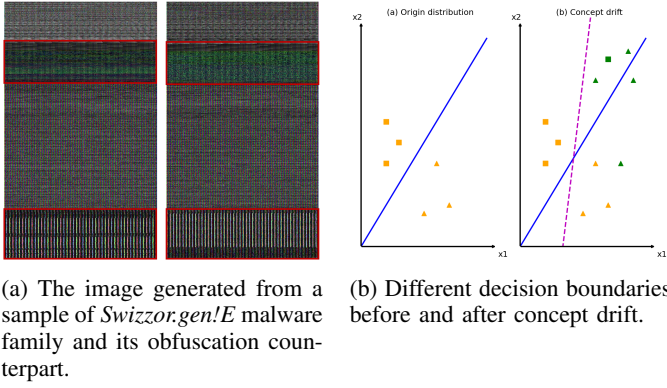 (a) Origin distribution
(b) Concept drift
x2
x2
x1
x1
(a) The image generated from a
sample of Swizzor.gen!E malware
family and its obfuscation coun-
terpart.
(b) Different decision boundaries
before and after concept drift.